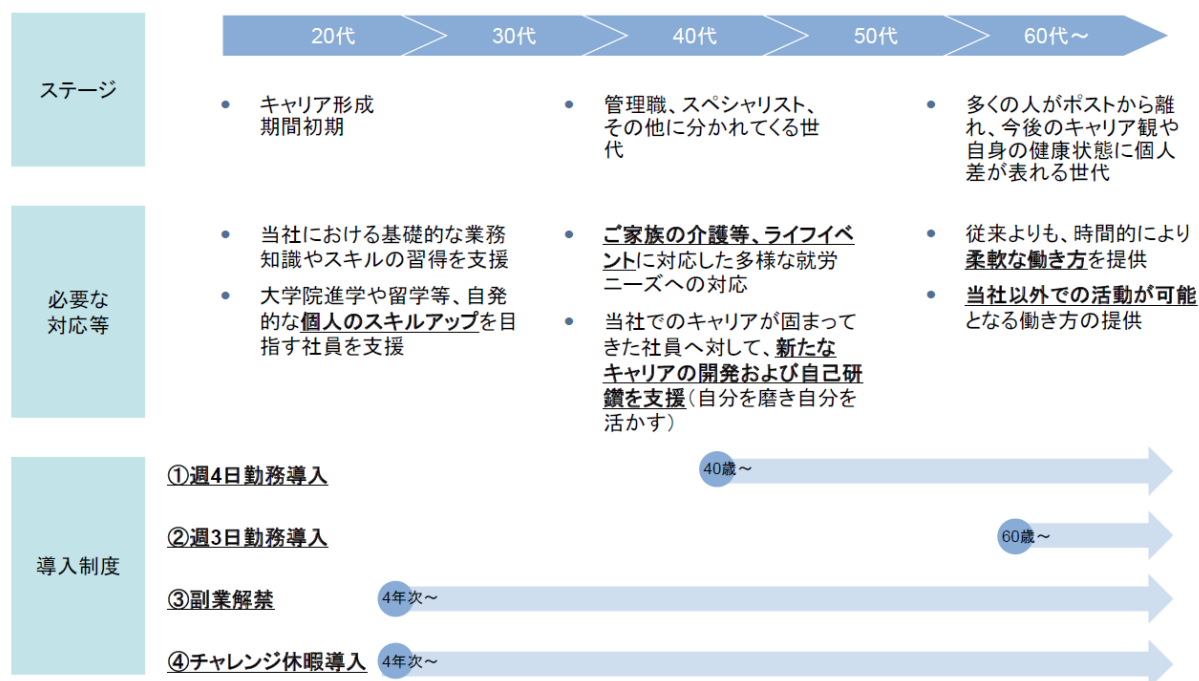 ステージ
20代
30代
40代
50代
60代～
• キャリア形成
期間初期
• 管理職、スペシャリスト、
その他に分かれてくる世
代
• 多くの人がポストから離
れ、今後のキャリア観や
自身の健康状態に個人
差が表れる世代
必要な
対応等
• 当社における基礎的な業務
知識やスキルの習得を支援
• 大学院進学や留学等、自発
的な個人のスキルアップを目
指す社員を支援
• ご家族の介護等、ライフイベ
ントに対応した多様な就労
ニーズへの対応
• 当社でのキャリアが固まって
きた社員へ対して、新たな
キャリアの開発および自己研
鑽を支援（自分を磨き自分を
活かす）
• 従来よりも、時間的により
柔軟な働き方を提供
• 当社以外での活動が可能
となる働き方の提供
導入制度
①週4日勤務導入
40歳～
②週3日勤務導入
60歳～
③副業解禁
4年次～
④チャレンジ休暇導入
4年次～